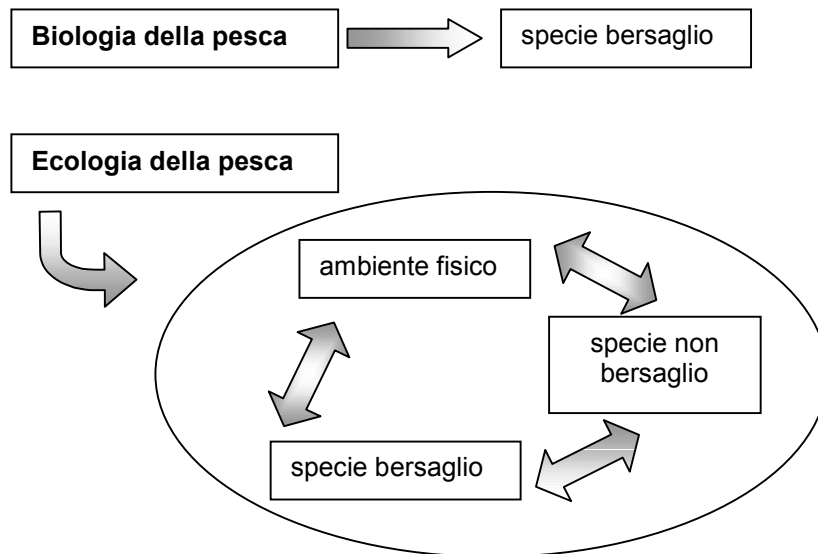 Biologia della pesca
specie bersaglio
Ecologia della pesca
ambiente fisico
specie non
bersaglio
specie bersaglio